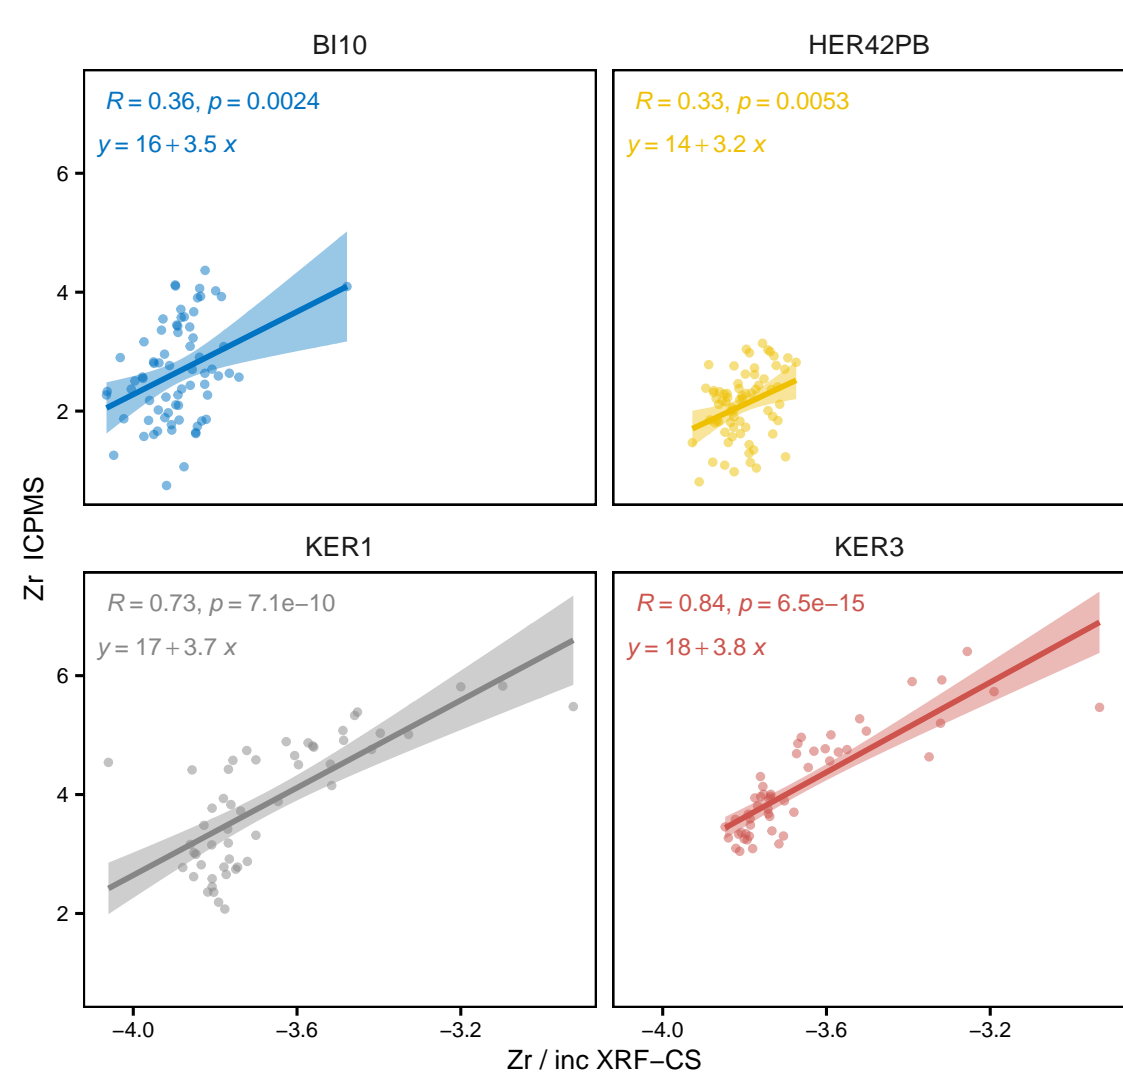 BI10
HER42PB
R = 0.36, p = 0.0024
y = 16 + 3.5 x
R = 0.33, p = 0.0053
y = 14 + 3.2 x
6
4
2
Zr ICPMS
KER1
KER3
R = 0.73, p = 7.1e−10
y = 17 + 3.7 x
R = 0.84, p = 6.5e−15
y = 18 + 3.8 x
6
4
2
−4.0
−3.6
−3.2
−4.0
−3.6
−3.2
Zr / inc XRF−CS